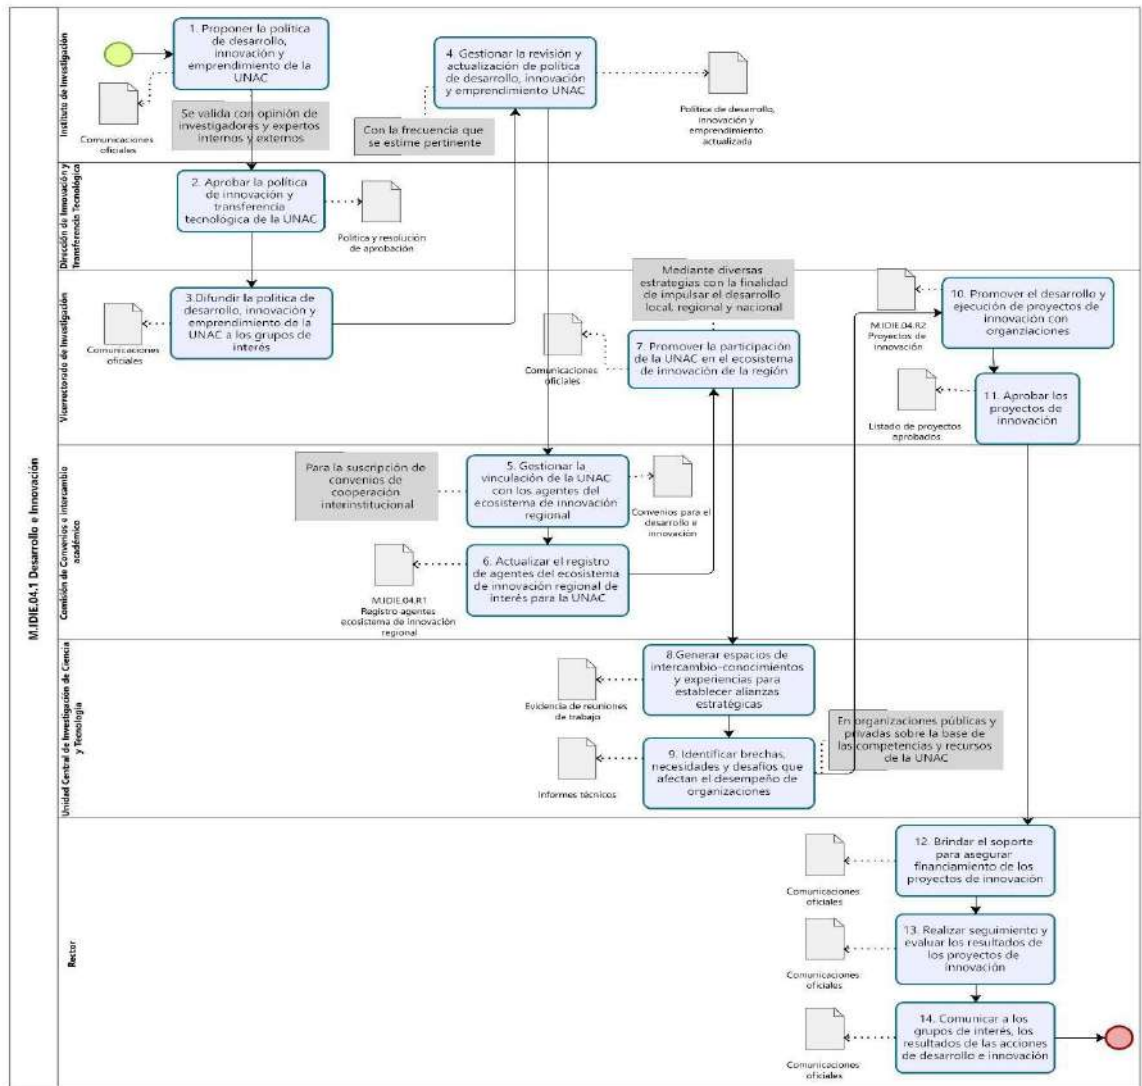 M.IDIE.04.1 Desarrollo e Innovación
Instituto de Investigación
1. Proponer la política
de desarrollo,
innovación y
emprendimiento de la
UNAC
Comunicaciones
oficiales
Se valida con opinión de
investigadores y expertos
internos y externos
4. Gestionar la revisión y
actualización de política
de desarrollo, innovación
y emprendimiento UNAC
Con la frecuencia que
se estime pertinente
Política de desarrollo,
innovación y
emprendimiento
actualizada
Dirección de Innovación y
Transferencia Tecnológica
2. Aprobar la política
de innovación y
transferencia
tecnológica de la UNAC
Política y resolución
de aprobación
Vicerrectorado de Investigación
3.Difundir la política de
desarrollo, innovación y
emprendimiento de la
UNAC a los grupos de
interés
Comunicaciones
oficiales
Mediante diversas
estrategias con la finalidad
de impulsar el desarrollo
local, regional y nacional
Comunicaciones
oficiales
7. Promover la participación
de la UNAC en el ecosistema
de innovación de la región
M.IDIE.04.R2
Proyectos de
innovación
10. Promover el desarrollo y
ejecución de proyectos de
innovación con
organziaciones
Listado de proyectos
aprobados
11. Aprobar los
proyectos de
innovación
Comisión de Convenios e intercambio
académico
Para la suscripción de
convenios de
cooperación
interinstitucional
5. Gestionar la
vinculación de la UNAC
con los agentes del
ecosistema de innovación
regional
Convenios para el
desarrollo e
innovación
M.IDIE.04.R1
Registro agentes
ecosistema de innovación
regional
6. Actualizar el registro
de agentes del ecosistema
de innovación regional de
interés para la UNAC
Unidad Central de Investigación de Ciencia
y Tecnología
8.Generar espacios de
intercambio-conocimientos
y experiencias para
establecer alianzas
estratégicas
Evidencia de reuniones
de trabajo
9. Identificar brechas,
necesidades y desafíos que
afectan el desempeño de
organizaciones
Informes técnicos
En organizaciones públicas y
privadas sobre la base de
las competencias y recursos
de la UNAC
Rector
12. Brindar el soporte
para asegurar
financiamiento de los
proyectos de innovación
Comunicaciones
oficiales
13. Realizar seguimiento y
evaluar los resultados de
los proyectos de
innovación
Comunicaciones
oficiales
14. Comunicar a los
grupos de interés, los
resultados de las acciones
de desarrollo e innovación
Comunicaciones
oficiales